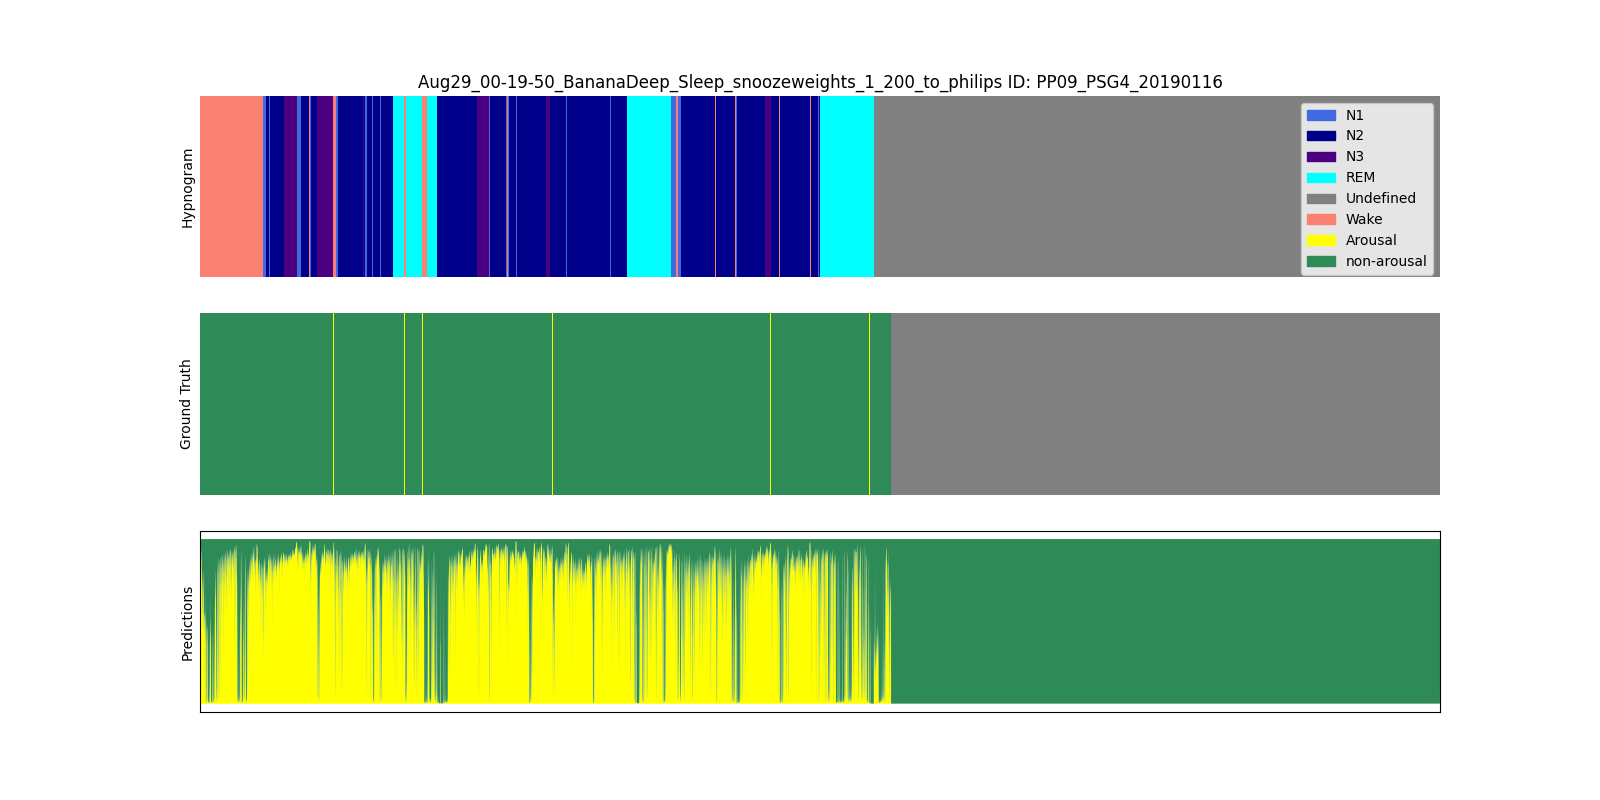 Aug29_00-19-50_BananaDeep_Sleep_snoozeweights_1_200_to_philips ID: PP09_PSG4_20190116
Hypnogram
N1
N2
N3
REM
Undefined
Wake
Arousal
non-arousal
Ground Truth
Predictions